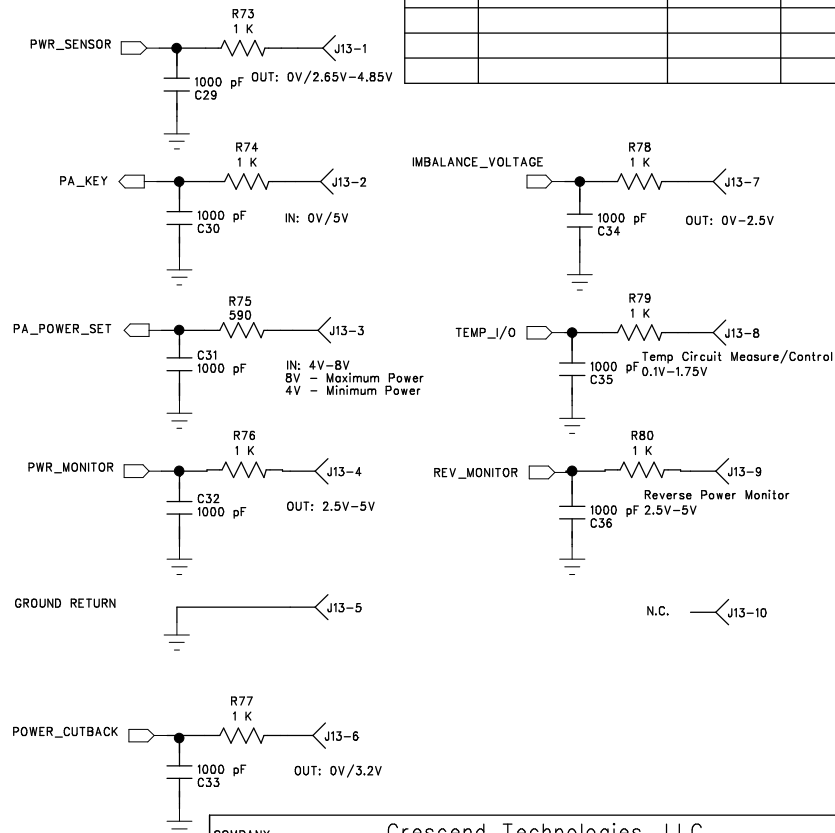 R73
1 K
PWR_SENSOR
J13-1
1000 pF
C29
OUT: 0V/2.65V-4.85V
R74
1 K
PA_KEY
J13-2
1000 pF
C30
IN: 0V/5V
R75
590
PA_POWER_SET
J13-3
C31
1000 pF
IN: 4V-8V
8V - Maximum Power
4V - Minimum Power
R76
1 K
PWR_MONITOR
J13-4
C32
1000 pF
OUT: 2.5V-5V
GROUND RETURN
J13-5
R77
1 K
POWER_CUTBACK
J13-6
1000 pF
C33
OUT: 0V/3.2V
R78
1 K
IMBALANCE_VOLTAGE
J13-7
1000 pF
C34
OUT: 0V-2.5V
R79
1 K
TEMP_I/O
J13-8
1000 pF
C35
Temp Circuit Measure/Control
0.1V-1.75V
R80
1 K
REV_MONITOR
J13-9
1000 pF
C36
Reverse Power Monitor
2.5V-5V
N.C.
J13-10
COMPANY
Crescend Technologies, LLC